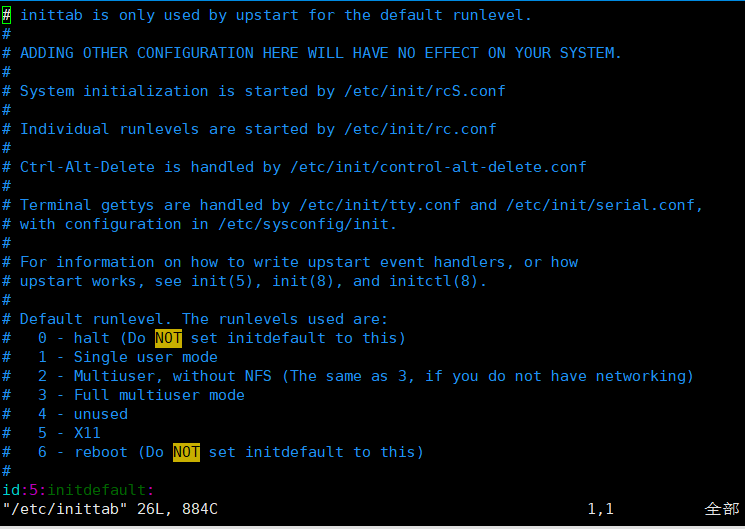 # inittab is only used by upstart for the default runlevel.
#
# ADDING OTHER CONFIGURATION HERE WILL HAVE NO EFFECT ON YOUR SYSTEM.
#
# System initialization is started by /etc/init/rcS.conf
#
# Individual runlevels are started by /etc/init/rc.conf
#
# Ctrl-Alt-Delete is handled by /etc/init/control-alt-delete.conf
#
# Terminal gettys are handled by /etc/init/tty.conf and /etc/init/serial.conf,
# with configuration in /etc/sysconfig/init.
#
# For information on how to write upstart event handlers, or how
# upstart works, see init(5), init(8), and initctl(8).
#
# Default runlevel. The runlevels used are:
#   0 - halt (Do NOT set initdefault to this)
#   1 - Single user mode
#   2 - Multiuser, without NFS (The same as 3, if you do not have networking)
#   3 - Full multiuser mode
#   4 - unused
#   5 - X11
#   6 - reboot (Do NOT set initdefault to this)
#
id:5:initdefault:
"/etc/inittab" 26L, 884C 1,1 全部